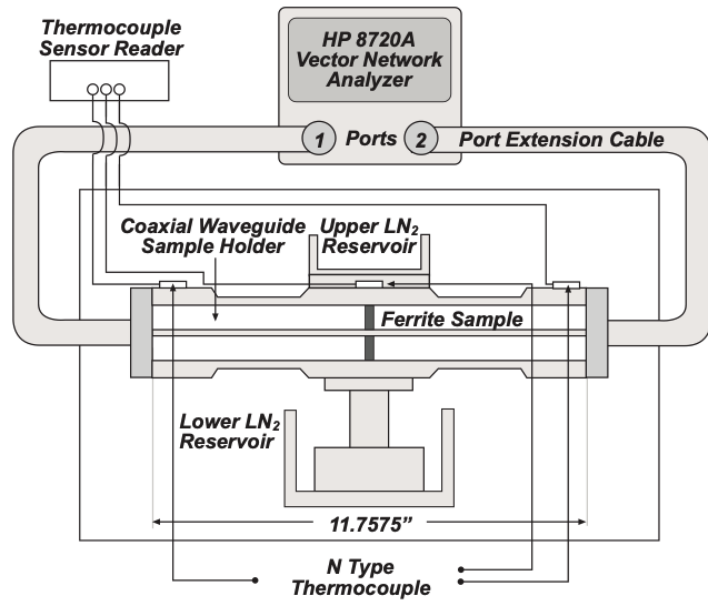 Thermocouple
Sensor Reader
HP 8720A
Vector Network
Analyzer
1 Ports 2 Port Extension Cable
Coaxial Waveguide
Sample Holder
Upper LN₂
Reservoir
Ferrite Sample
Lower LN₂
Reservoir
11.7575”
N Type
Thermocouple